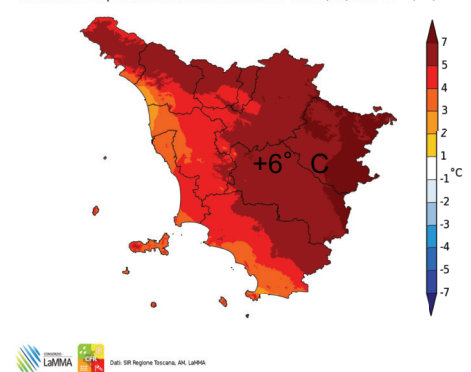 +6° C
7
5
4
3
2
1
-1
-2
-3
-4
-5
-7
°C
CONSORZIO
LaMMA
CFR
Dati: SIR Regione Toscana, AM, LaMMA